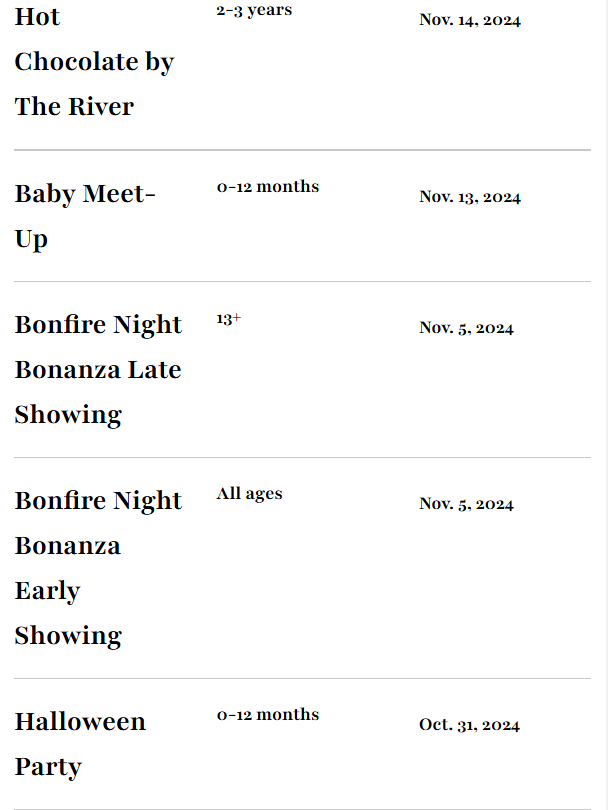 Hot
Chocolate by
The River
2-3 years
Nov. 14, 2024
Baby Meet-
Up
0-12 months
Nov. 13, 2024
Bonfire Night
Bonanza Late
Showing
13+
Nov. 5, 2024
Bonfire Night
Bonanza
Early
Showing
All ages
Nov. 5, 2024
Halloween
Party
0-12 months
Oct. 31, 2024